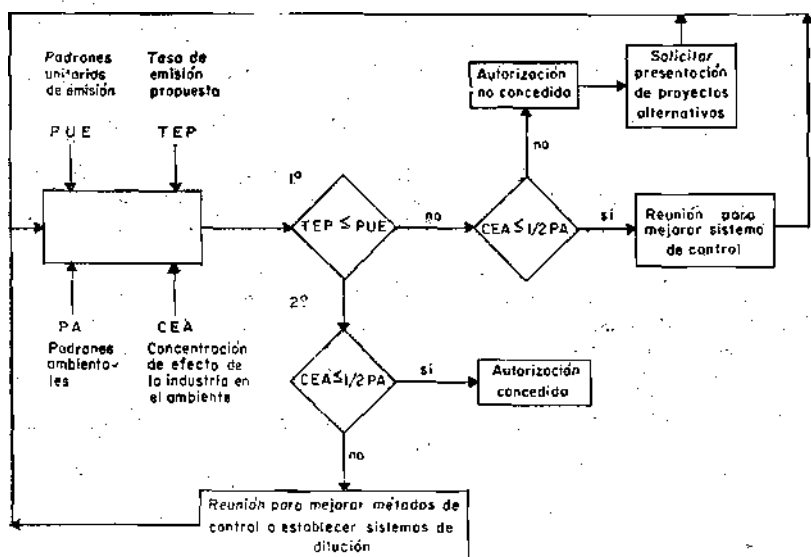 Padrones
unitarios
de emisión
PUE
Tasa de
emisión
propuesta
TEP
PA
Padrones
ambienta-
les
CEA
Concentración
de efecto de
la industria en
el ambiente
1º
TEP ≤ PUE
no
CEA ≤ 1/2 PA
no
Autorización
no concedida
Solicitar
presentación
de proyectos
alternativos
sí
Reunión para
mejorar sistema
de control
2º
CEA ≤ 1/2 PA
sí
Autorización
concedida
no
Reunión para mejorar métodos de
control o establecer sistemas de
dilución